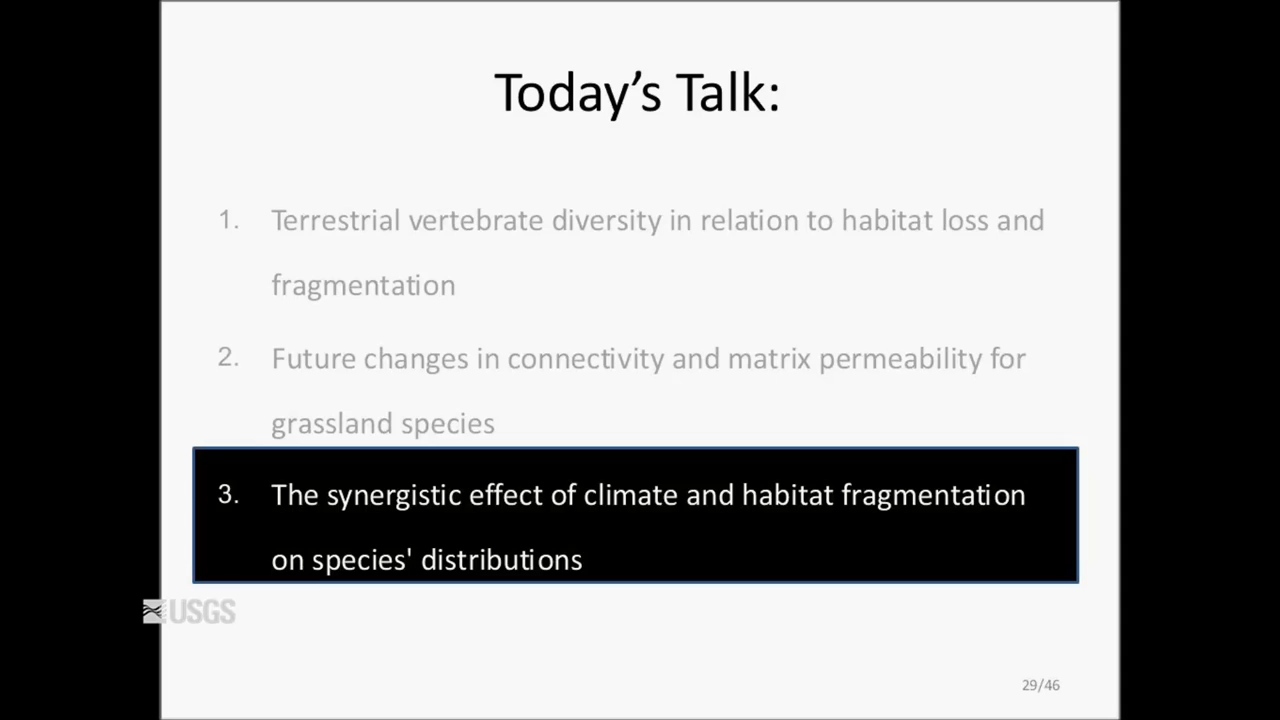 Today’s Talk:
1. Terrestrial vertebrate diversity in relation to habitat loss and
fragmentation
2. Future changes in connectivity and matrix permeability for
grassland species
3. The synergistic effect of climate and habitat fragmentation
on species' distributions
USGS
29/46